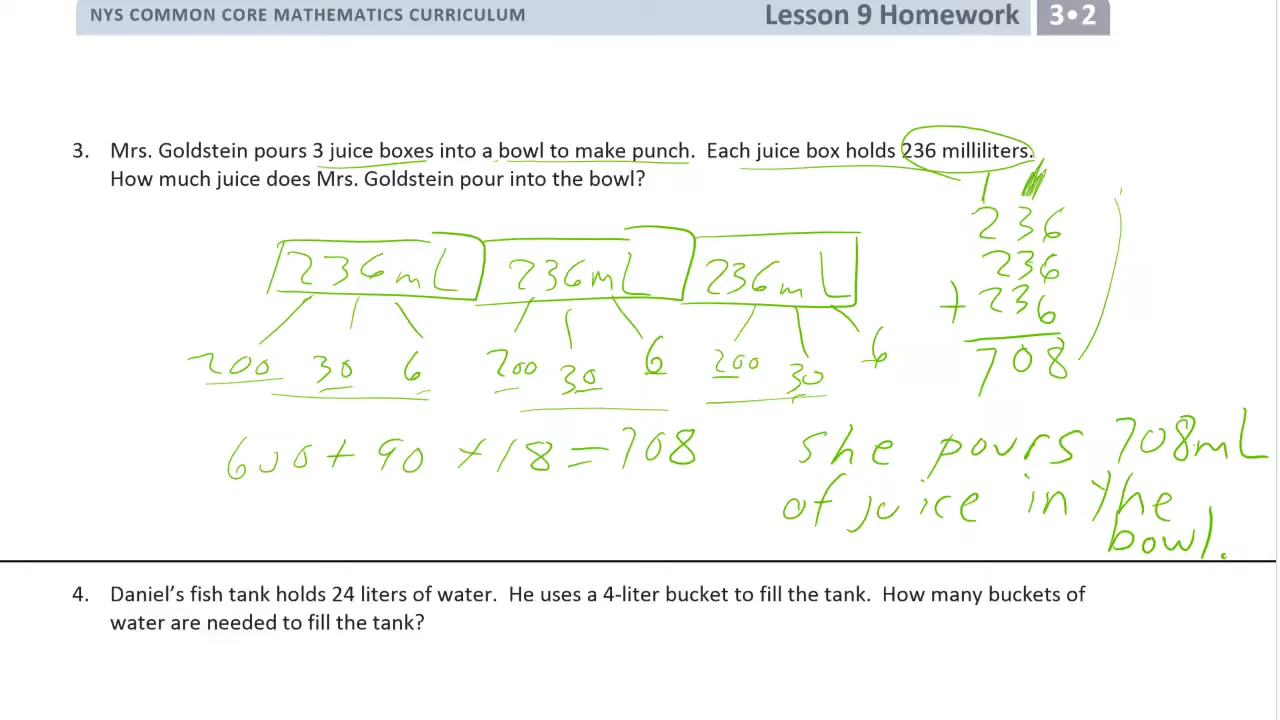 NYS COMMON CORE MATHEMATICS CURRICULUM Lesson 9 Homework 3•2
3. Mrs. Goldstein pours 3 juice boxes into a bowl to make punch. Each juice box holds 236 milliliters.
How much juice does Mrs. Goldstein pour into the bowl?
1
236
236
+ 236
708
236mL 236mL 236mL
200 30 6 200 30 6 200 30 6
600 + 90 + 18 = 708
she pours 708mL
of juice in the
bowl.
4. Daniel’s fish tank holds 24 liters of water. He uses a 4-liter bucket to fill the tank. How many buckets of
water are needed to fill the tank?